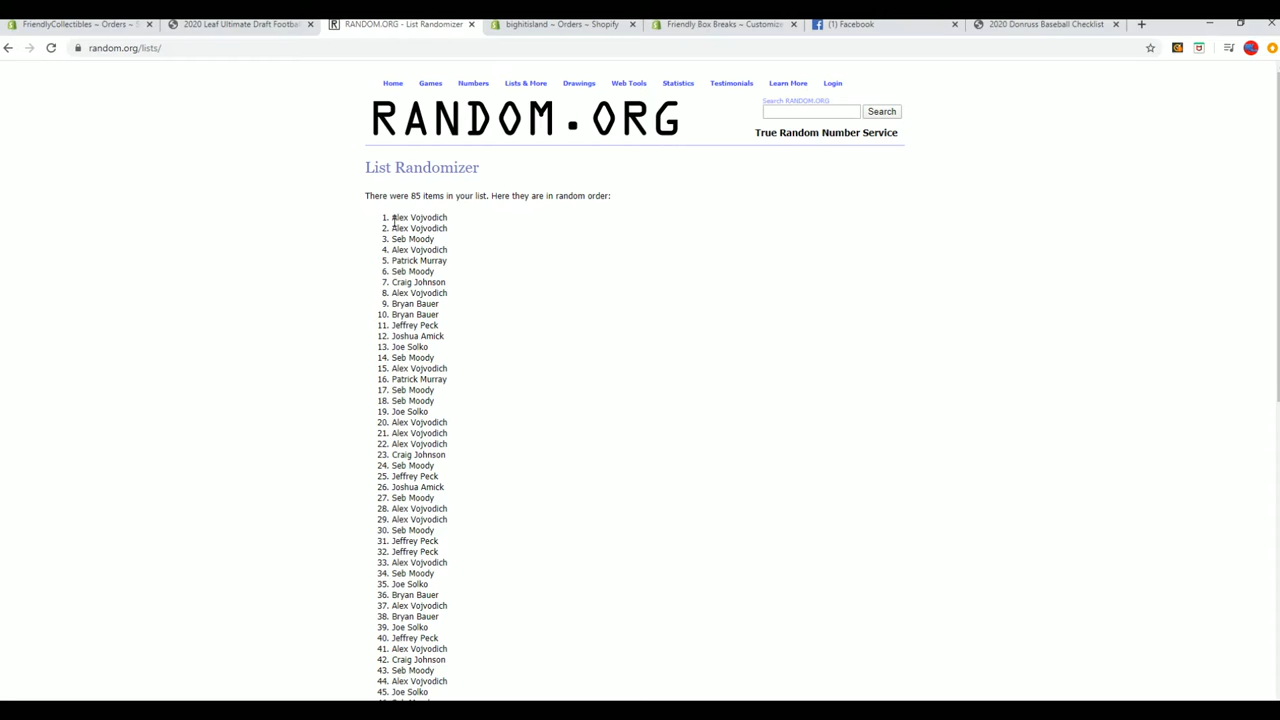 FriendlyCollectibles ~ Orders ~ S
2020 Leaf Ultimate Draft Footbal
RANDOM.ORG - List Randomizer
bighitisland ~ Orders ~ Shopify
Friendly Box Breaks ~ Customize
(1) Facebook
2020 Donruss Baseball Checklist
random.org/lists/
Home Games Numbers Lists & More Drawings Web Tools Statistics Testimonials Learn More Login
RANDOM.ORG
Search RANDOM.ORG
Search
True Random Number Service
List Randomizer
There were 85 items in your list. Here they are in random order:
1. Alex Vojvodich
2. Alex Vojvodich
3. Seb Moody
4. Alex Vojvodich
5. Patrick Murray
6. Seb Moody
7. Craig Johnson
8. Alex Vojvodich
9. Bryan Bauer
10. Bryan Bauer
11. Jeffrey Peck
12. Joshua Amick
13. Joe Solko
14. Seb Moody
15. Alex Vojvodich
16. Patrick Murray
17. Seb Moody
18. Seb Moody
19. Joe Solko
20. Alex Vojvodich
21. Alex Vojvodich
22. Alex Vojvodich
23. Craig Johnson
24. Seb Moody
25. Jeffrey Peck
26. Joshua Amick
27. Seb Moody
28. Alex Vojvodich
29. Alex Vojvodich
30. Seb Moody
31. Jeffrey Peck
32. Jeffrey Peck
33. Alex Vojvodich
34. Seb Moody
35. Joe Solko
36. Bryan Bauer
37. Alex Vojvodich
38. Bryan Bauer
39. Joe Solko
40. Jeffrey Peck
41. Alex Vojvodich
42. Craig Johnson
43. Seb Moody
44. Alex Vojvodich
45. Joe Solko